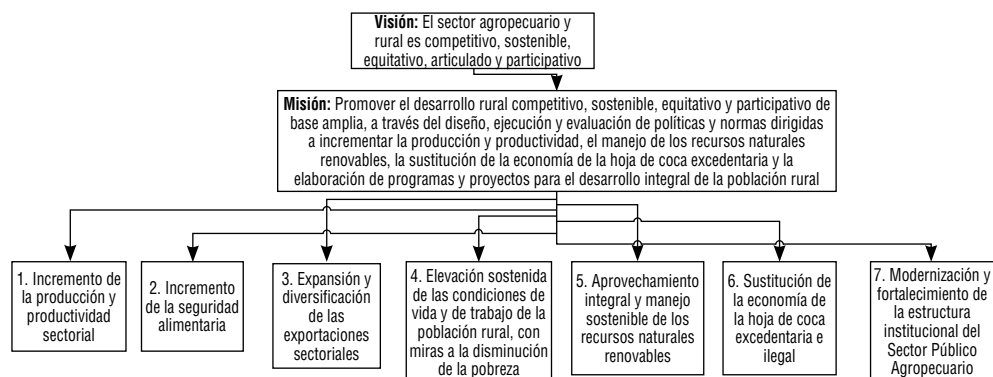 Visión: El sector agropecuario y
rural es competitivo, sostenible,
equitativo, articulado y participativo
Misión: Promover el desarrollo rural competitivo, sostenible, equitativo y participativo de
base amplia, a través del diseño, ejecución y evaluación de políticas y normas dirigidas
a incrementar la producción y productividad, el manejo de los recursos naturales
renovables, la sustitución de la economía de la hoja de coca excedentaria y la
elaboración de programas y proyectos para el desarrollo integral de la población rural
1. Incremento de
la producción y
productividad
sectorial
2. Incremento
de la seguridad
alimentaria
3. Expansión y
diversificación
de las
exportaciones
sectoriales
4. Elevación sostenida
de las condiciones de
vida y de trabajo de la
población rural, con
miras a la disminución
de la pobreza
5. Aprovechamiento
integral y manejo
sostenible de los
recursos naturales
renovables
6. Sustitución de
la economía de
la hoja de coca
excedentaria e
ilegal
7. Modernización y
fortalecimiento de
la estructura
institucional del
Sector Público
Agropecuario